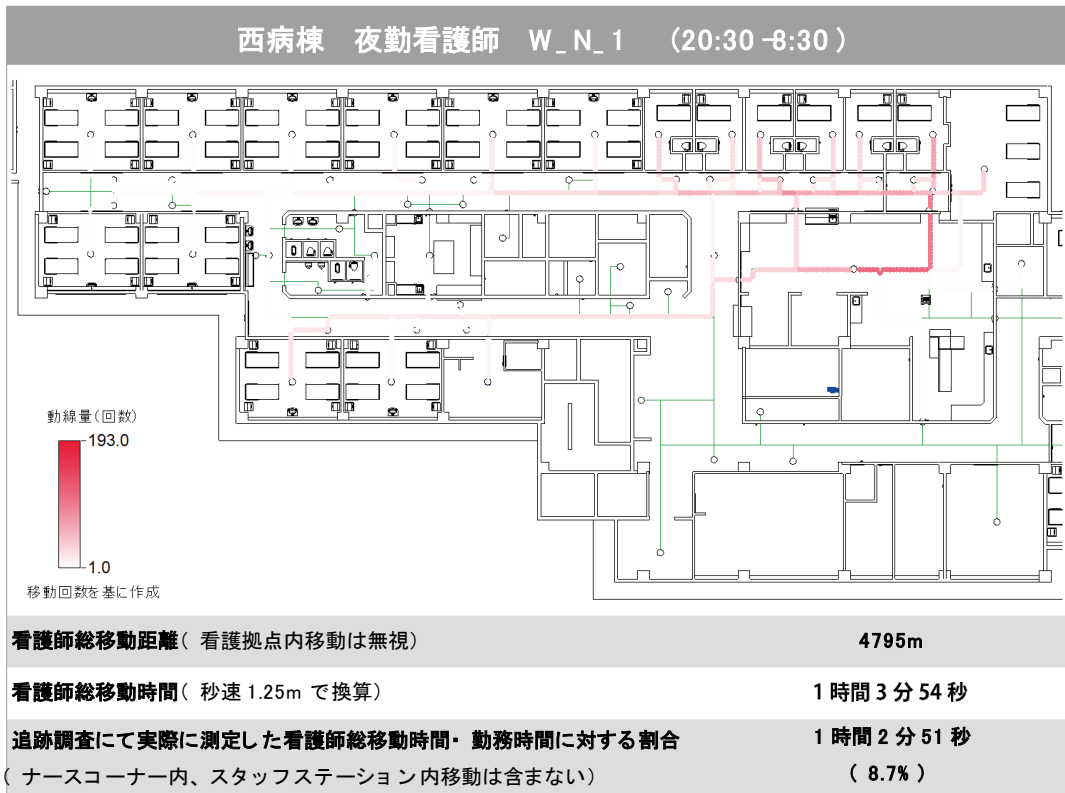 西病棟 夜勤看護師 W_N_1 (20:30-8:30)
動線量(回数)
193.0
1.0
移動回数を基に作成
看護師総移動距離( 看護拠点内移動は無視) 4795m
看護師総移動時間( 秒速 1.25m で換算) 1 時間 3 分 54 秒
追跡調査にて実際に測定した看護師総移動時間・ 勤務時間に対する割合 1 時間 2 分 51 秒
( ナースコーナー内、スタッフステーション内移動は含まない) ( 8.7% )